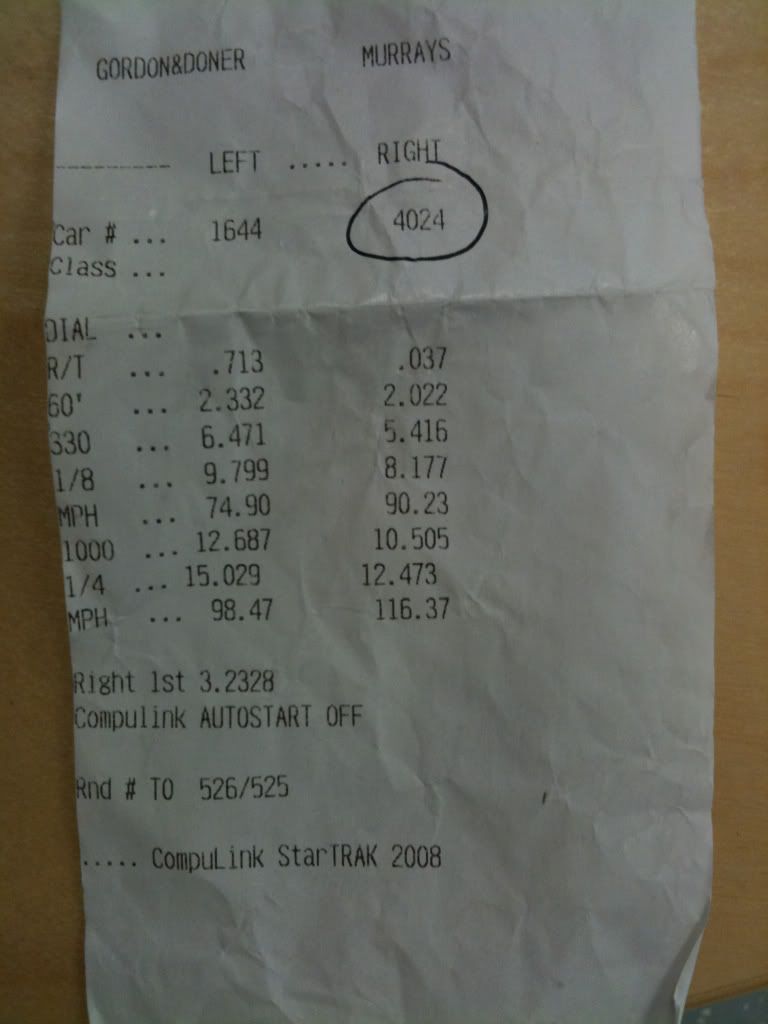 GORDON&DONER MURRAYS
--------- LEFT ..... RIGHT
Car # ... 1644 4024
Class ...
DIAL ...
R/T ... .713 .037
60' ... 2.332 2.022
330 ... 6.471 5.416
1/8 ... 9.799 8.177
MPH ... 74.90 90.23
1000 ... 12.687 10.505
1/4 ... 15.029 12.473
MPH ... 98.47 116.37
Right 1st 3.2328
Compulink AUTOSTART OFF
Rnd # TO 526/525
..... CompuLink StarTRAK 2008